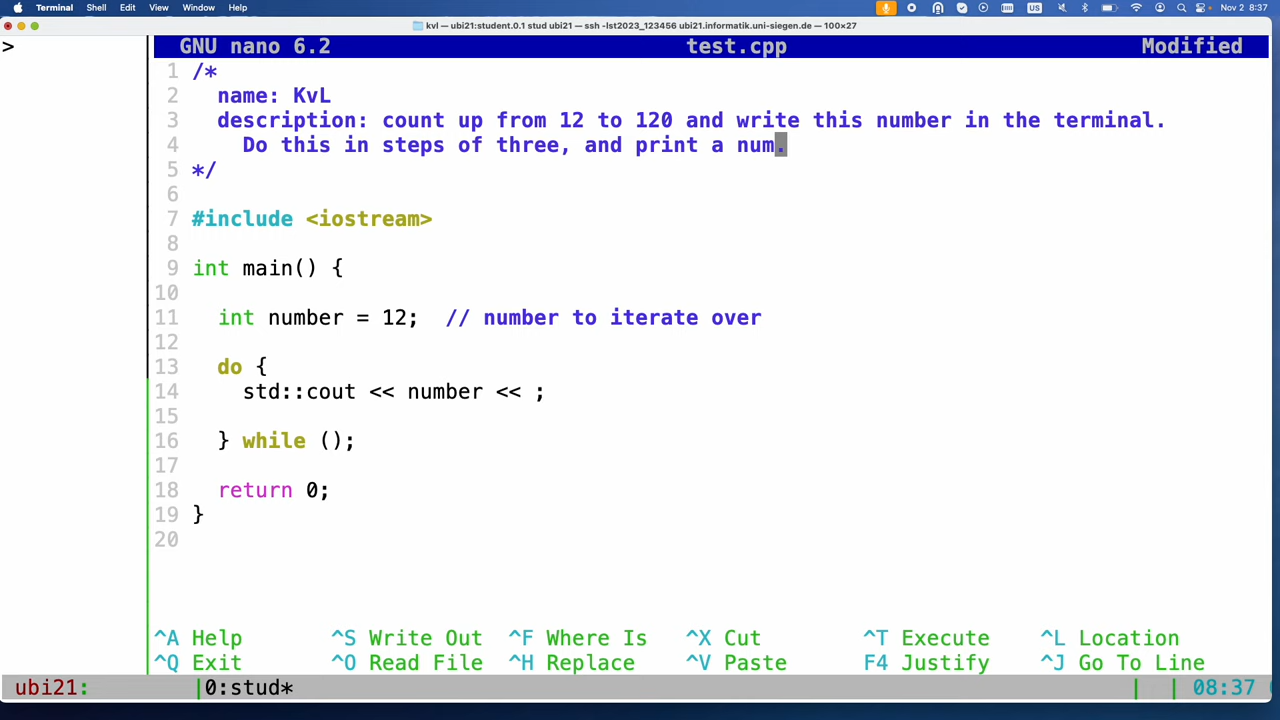 Terminal Shell Edit View Window Help Nov 2 8:37
kvl — ubi21:student.0.1 stud ubi21 — ssh -lst2023_123456 ubi21.informatik.uni-siegen.de — 100×27
> GNU nano 6.2 test.cpp Modified
1 /*
2 name: KvL
3 description: count up from 12 to 120 and write this number in the terminal.
4 Do this in steps of three, and print a num.
5 */
6
7 #include <iostream>
8
9 int main() {
10
11 int number = 12; // number to iterate over
12
13 do {
14 std::cout << number << ;
15
16 } while ();
17
18 return 0;
19 }
20
^A Help ^S Write Out ^F Where Is ^X Cut ^T Execute ^L Location
^Q Exit ^O Read File ^H Replace ^V Paste F4 Justify ^J Go To Line
ubi21: |0:stud* | | 08:37